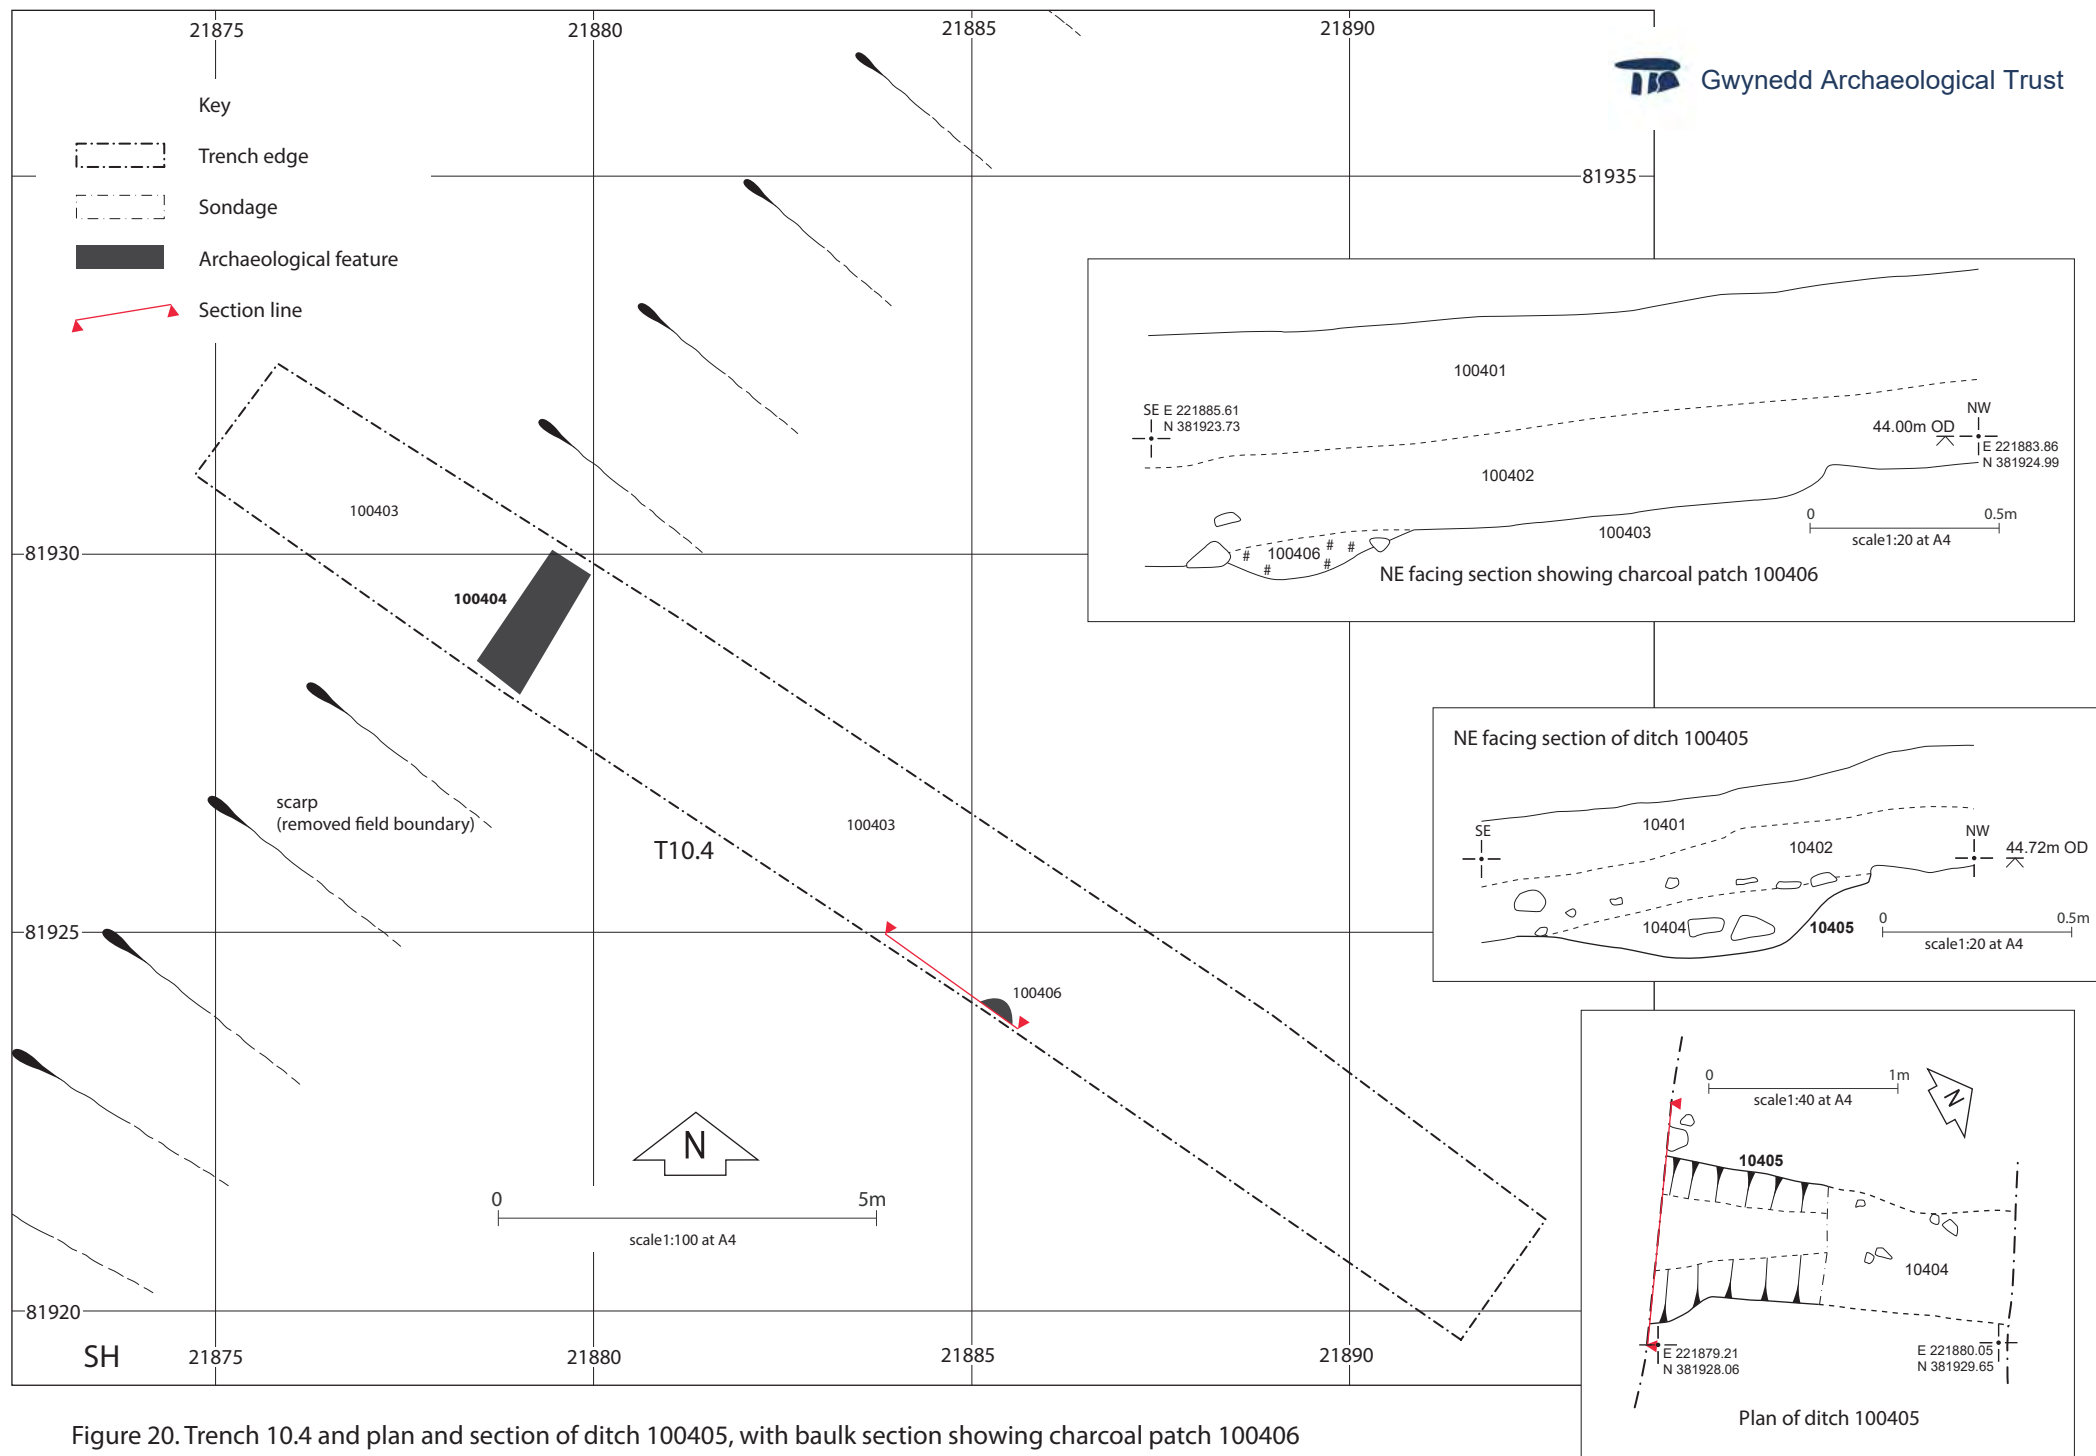 21875
21880
21885
21890
Gwynedd Archaeological Trust
Key
Trench edge
Sondage
Archaeological feature
Section line
81935
100401
SE
E 221885.61
N 381923.73
NW
44.00m OD
E 221883.86
N 381924.99
100402
0
0.5m
scale1:20 at A4
100403
100406
# # # # #
NE facing section showing charcoal patch 100406
100403
81930
100404
NE facing section of ditch 100405
10401
SE
NW
10402
44.72m OD
10404
10405
0
0.5m
scale1:20 at A4
scarp
(removed field boundary)
100403
T10.4
81925
100406
0
1m
scale1:40 at A4
N
10405
10404
E 221879.21
N 381928.06
E 221880.05
N 381929.65
Plan of ditch 100405
N
0
5m
scale1:100 at A4
81920
SH
21875
21880
21885
21890
Figure 20. Trench 10.4 and plan and section of ditch 100405, with baulk section showing charcoal patch 100406